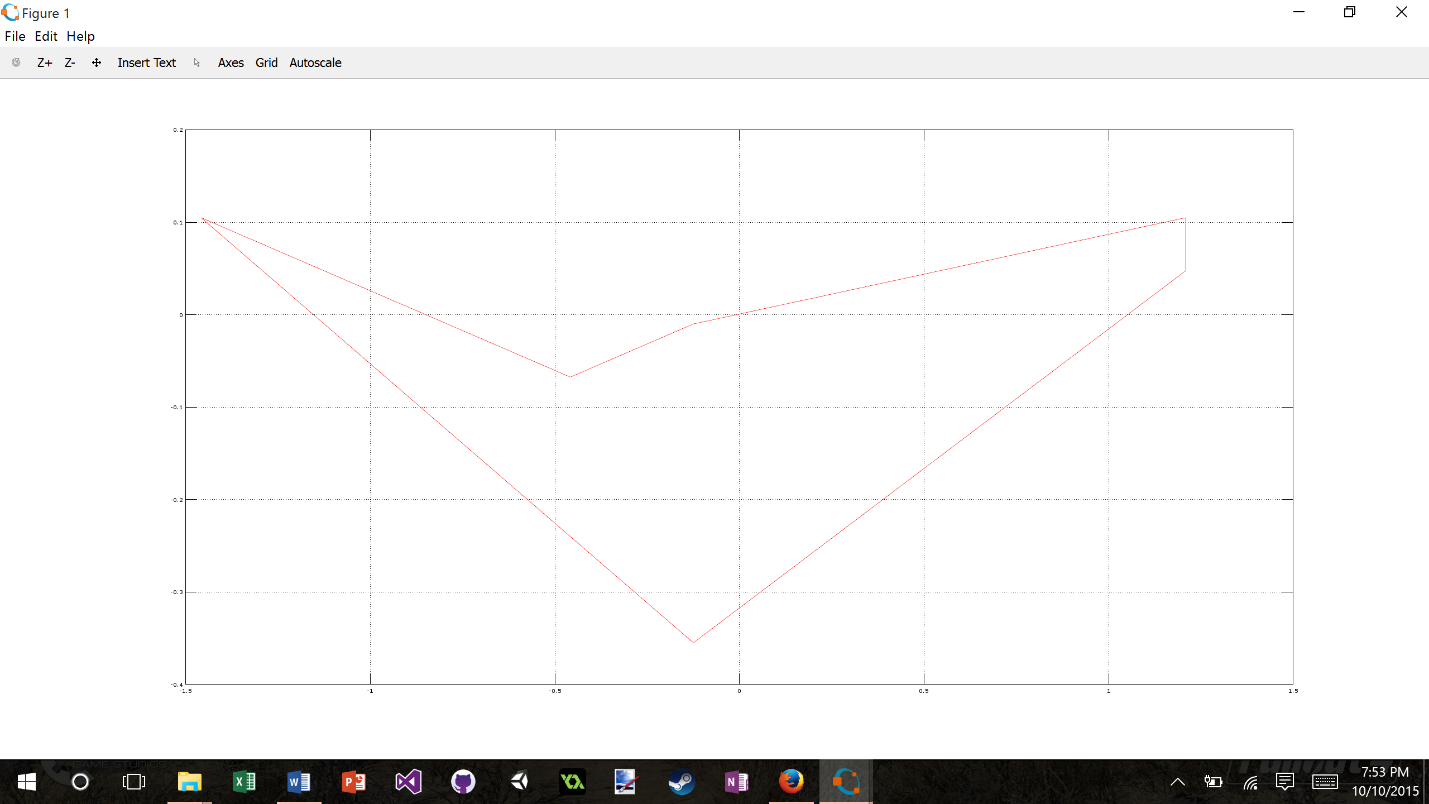 Figure 1
File Edit Help
Z+ Z- Insert Text Axes Grid Autoscale
0.2
0.1
0
-0.1
-0.2
-0.3
-0.4
-1.5 -1 -0.5 0 0.5 1 1.5
7:53 PM
10/10/2015